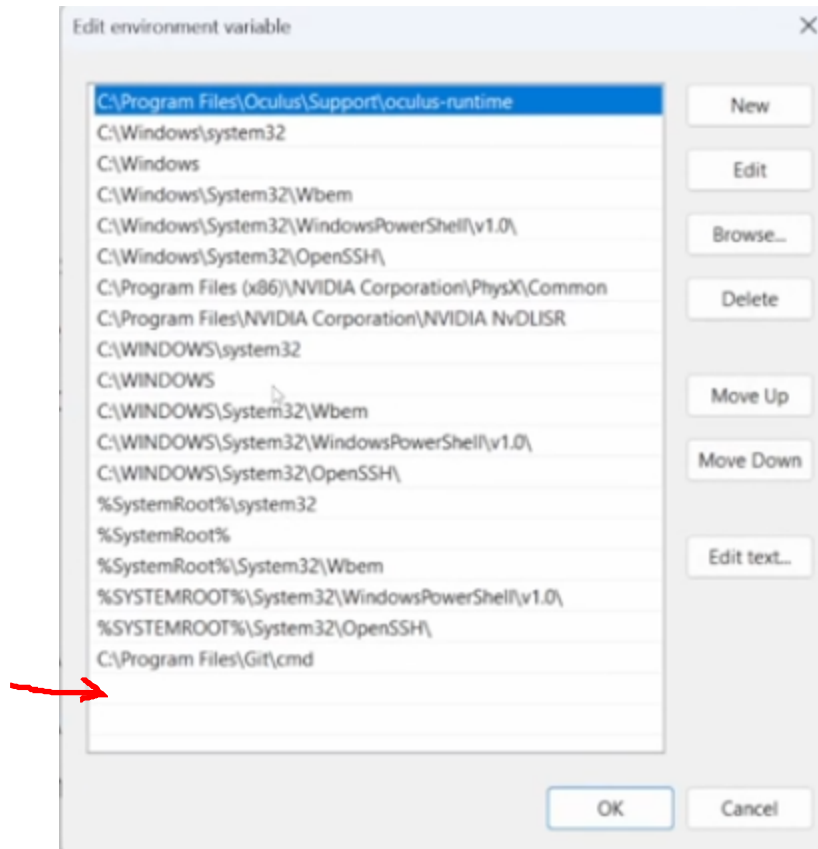 Edit environment variable
C:\Program Files\Oculus\Support\oculus-runtime
C:\Windows\system32
C:\Windows
C:\Windows\System32\Wbem
C:\Windows\System32\WindowsPowerShell\v1.0\
C:\Windows\System32\OpenSSH\
C:\Program Files (x86)\NVIDIA Corporation\PhysX\Common
C:\Program Files\NVIDIA Corporation\NVIDIA NvDLISR
C:\WINDOWS\system32
C:\WINDOWS
C:\WINDOWS\System32\Wbem
C:\WINDOWS\System32\WindowsPowerShell\v1.0\
C:\WINDOWS\System32\OpenSSH\
%SystemRoot%\system32
%SystemRoot%
%SystemRoot%\System32\Wbem
%SYSTEMROOT%\System32\WindowsPowerShell\v1.0\
%SYSTEMROOT%\System32\OpenSSH\
C:\Program Files\Git\cmd
New
Edit
Browse...
Delete
Move Up
Move Down
Edit text...
OK
Cancel